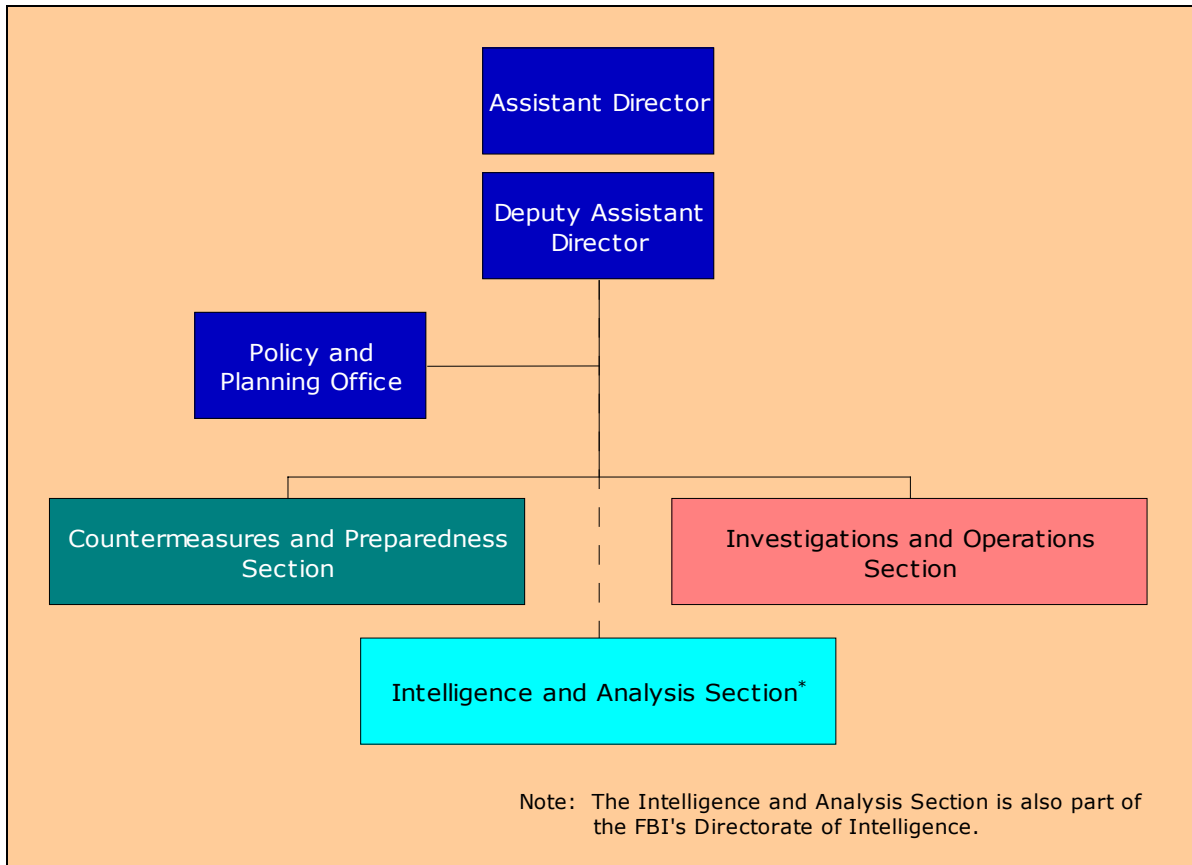 Assistant Director
Deputy Assistant
Director
Policy and
Planning Office
Countermeasures and Preparedness
Section
Investigations and Operations
Section
Intelligence and Analysis Section*
Note: The Intelligence and Analysis Section is also part of
the FBI's Directorate of Intelligence.